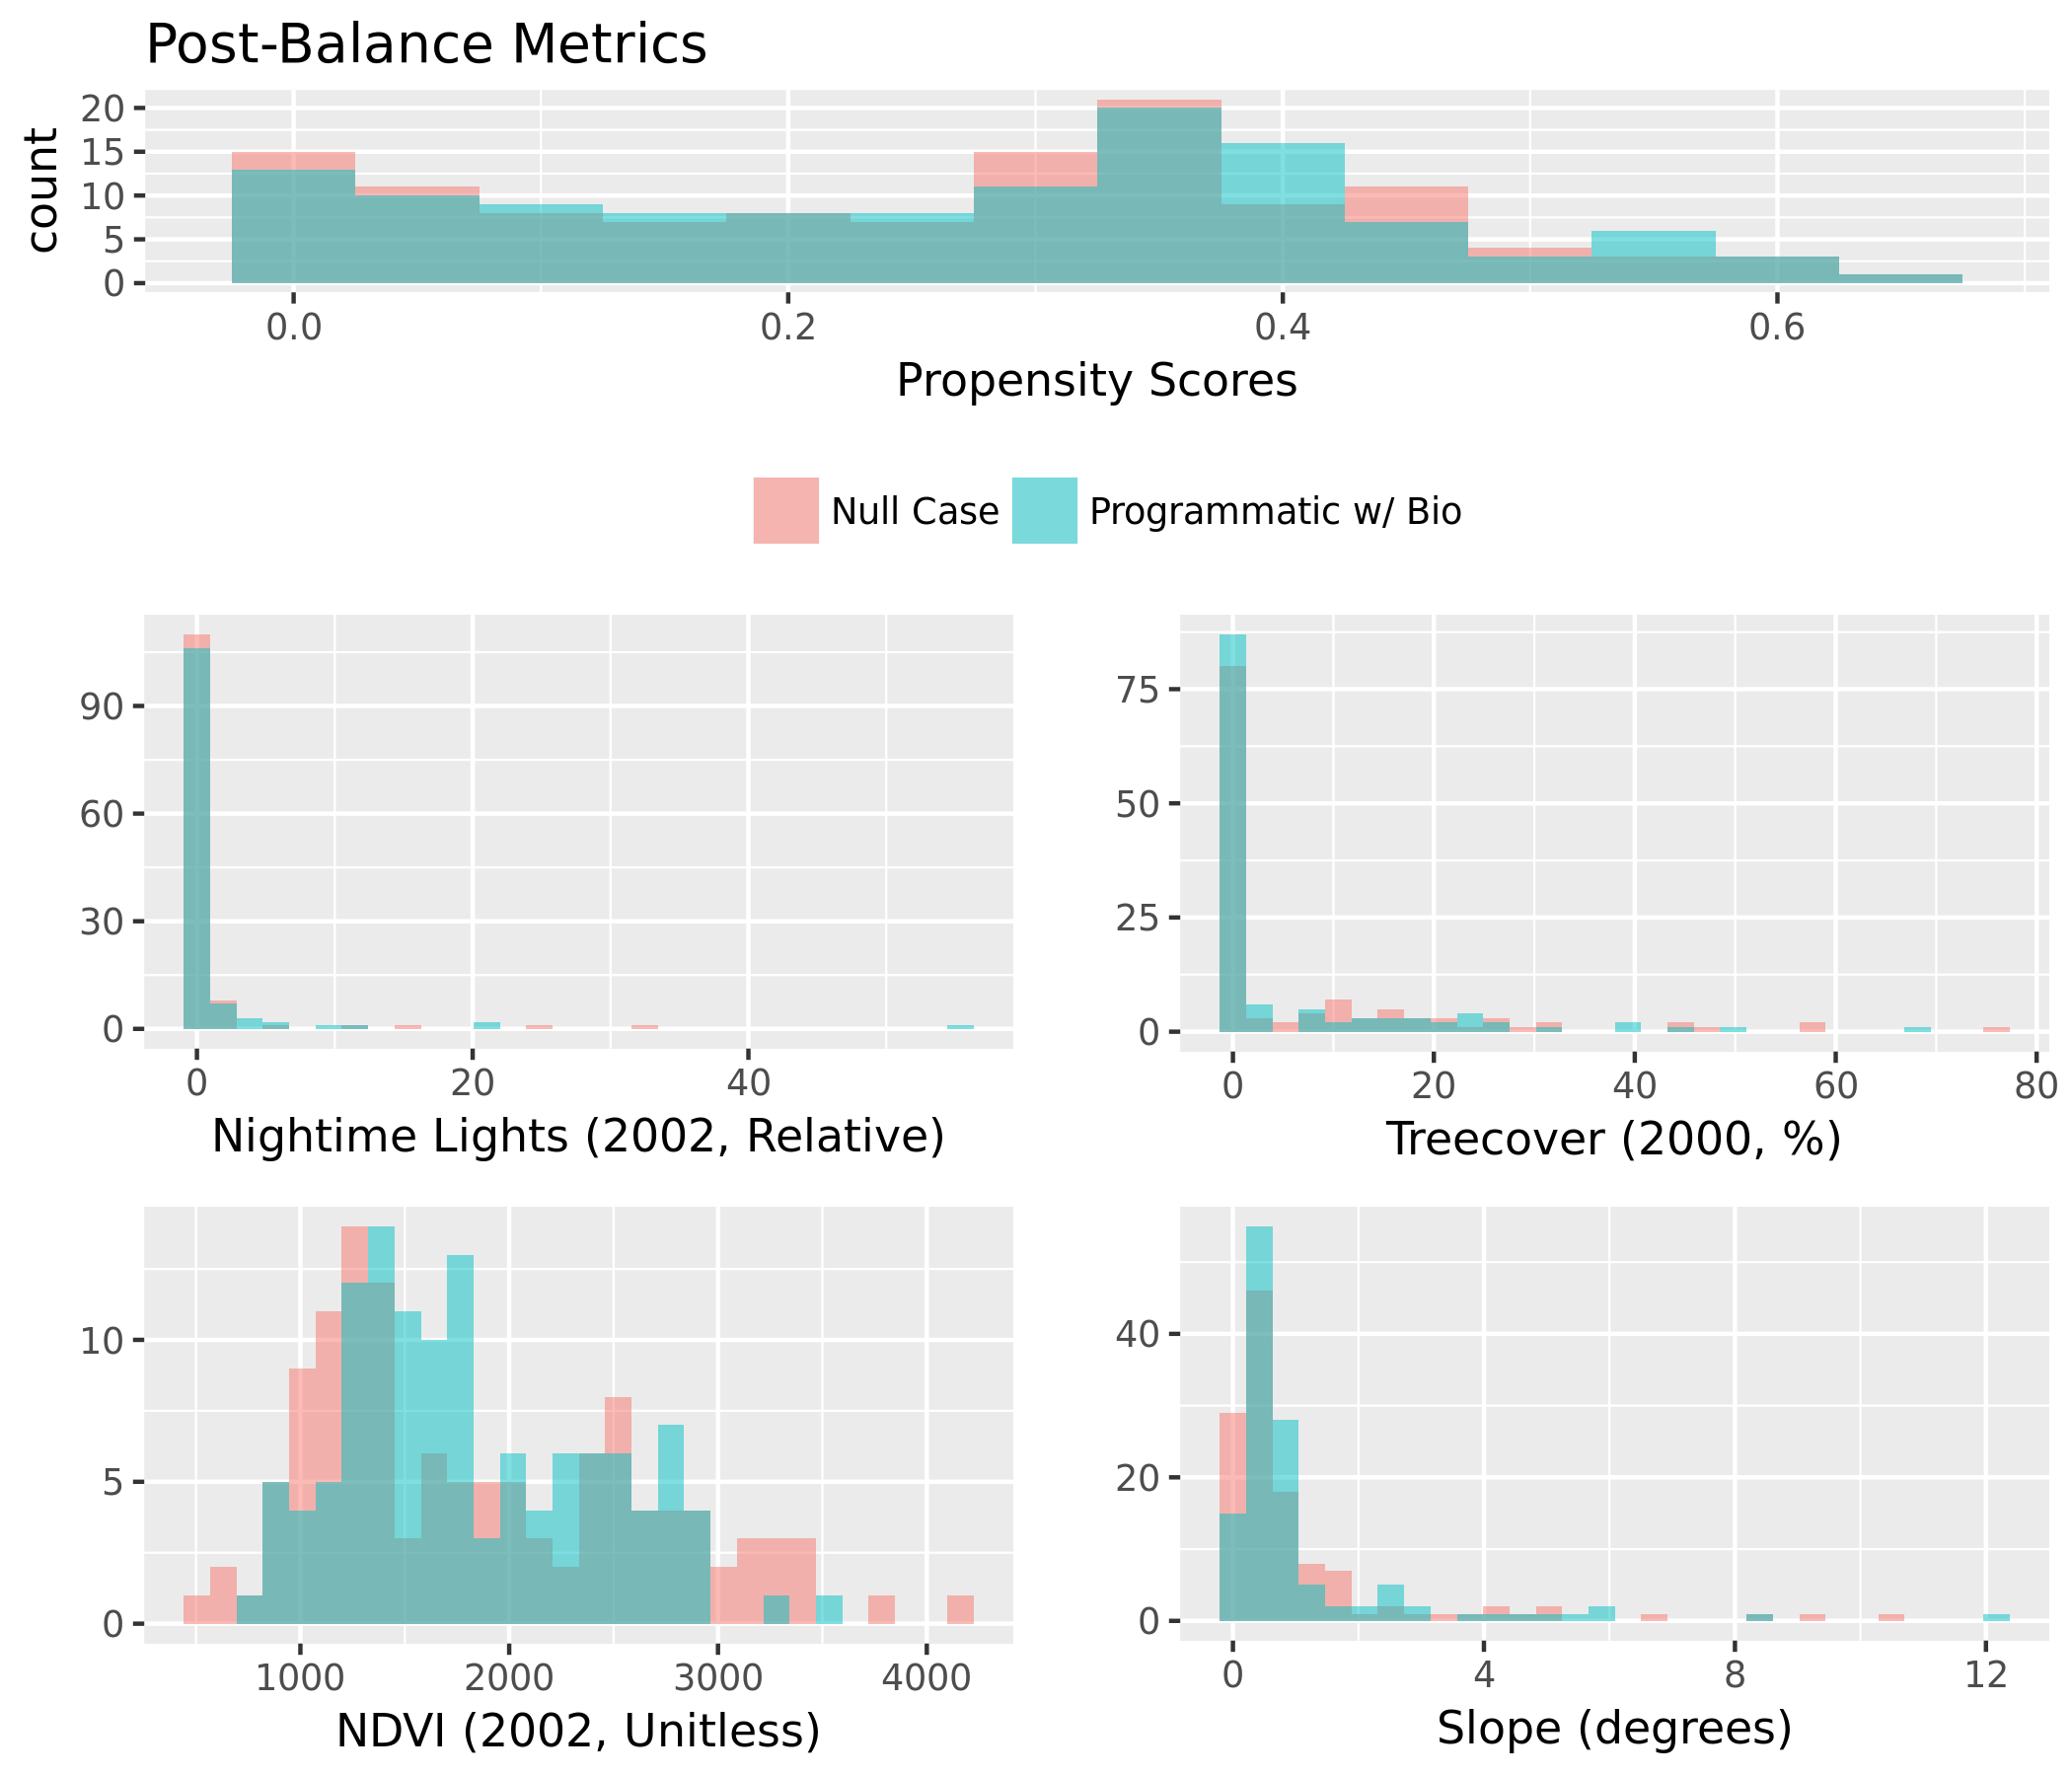 Post-Balance Metrics
count
20
15
10
5
0
0.0 0.2 0.4 0.6
Propensity Scores
Null Case Programmatic w/ Bio
90
60
30
0
0 20 40
Nightime Lights (2002, Relative)
75
50
25
0
0 20 40 60 80
Treecover (2000, %)
10
5
0
1000 2000 3000 4000
NDVI (2002, Unitless)
40
20
0
0 4 8 12
Slope (degrees)